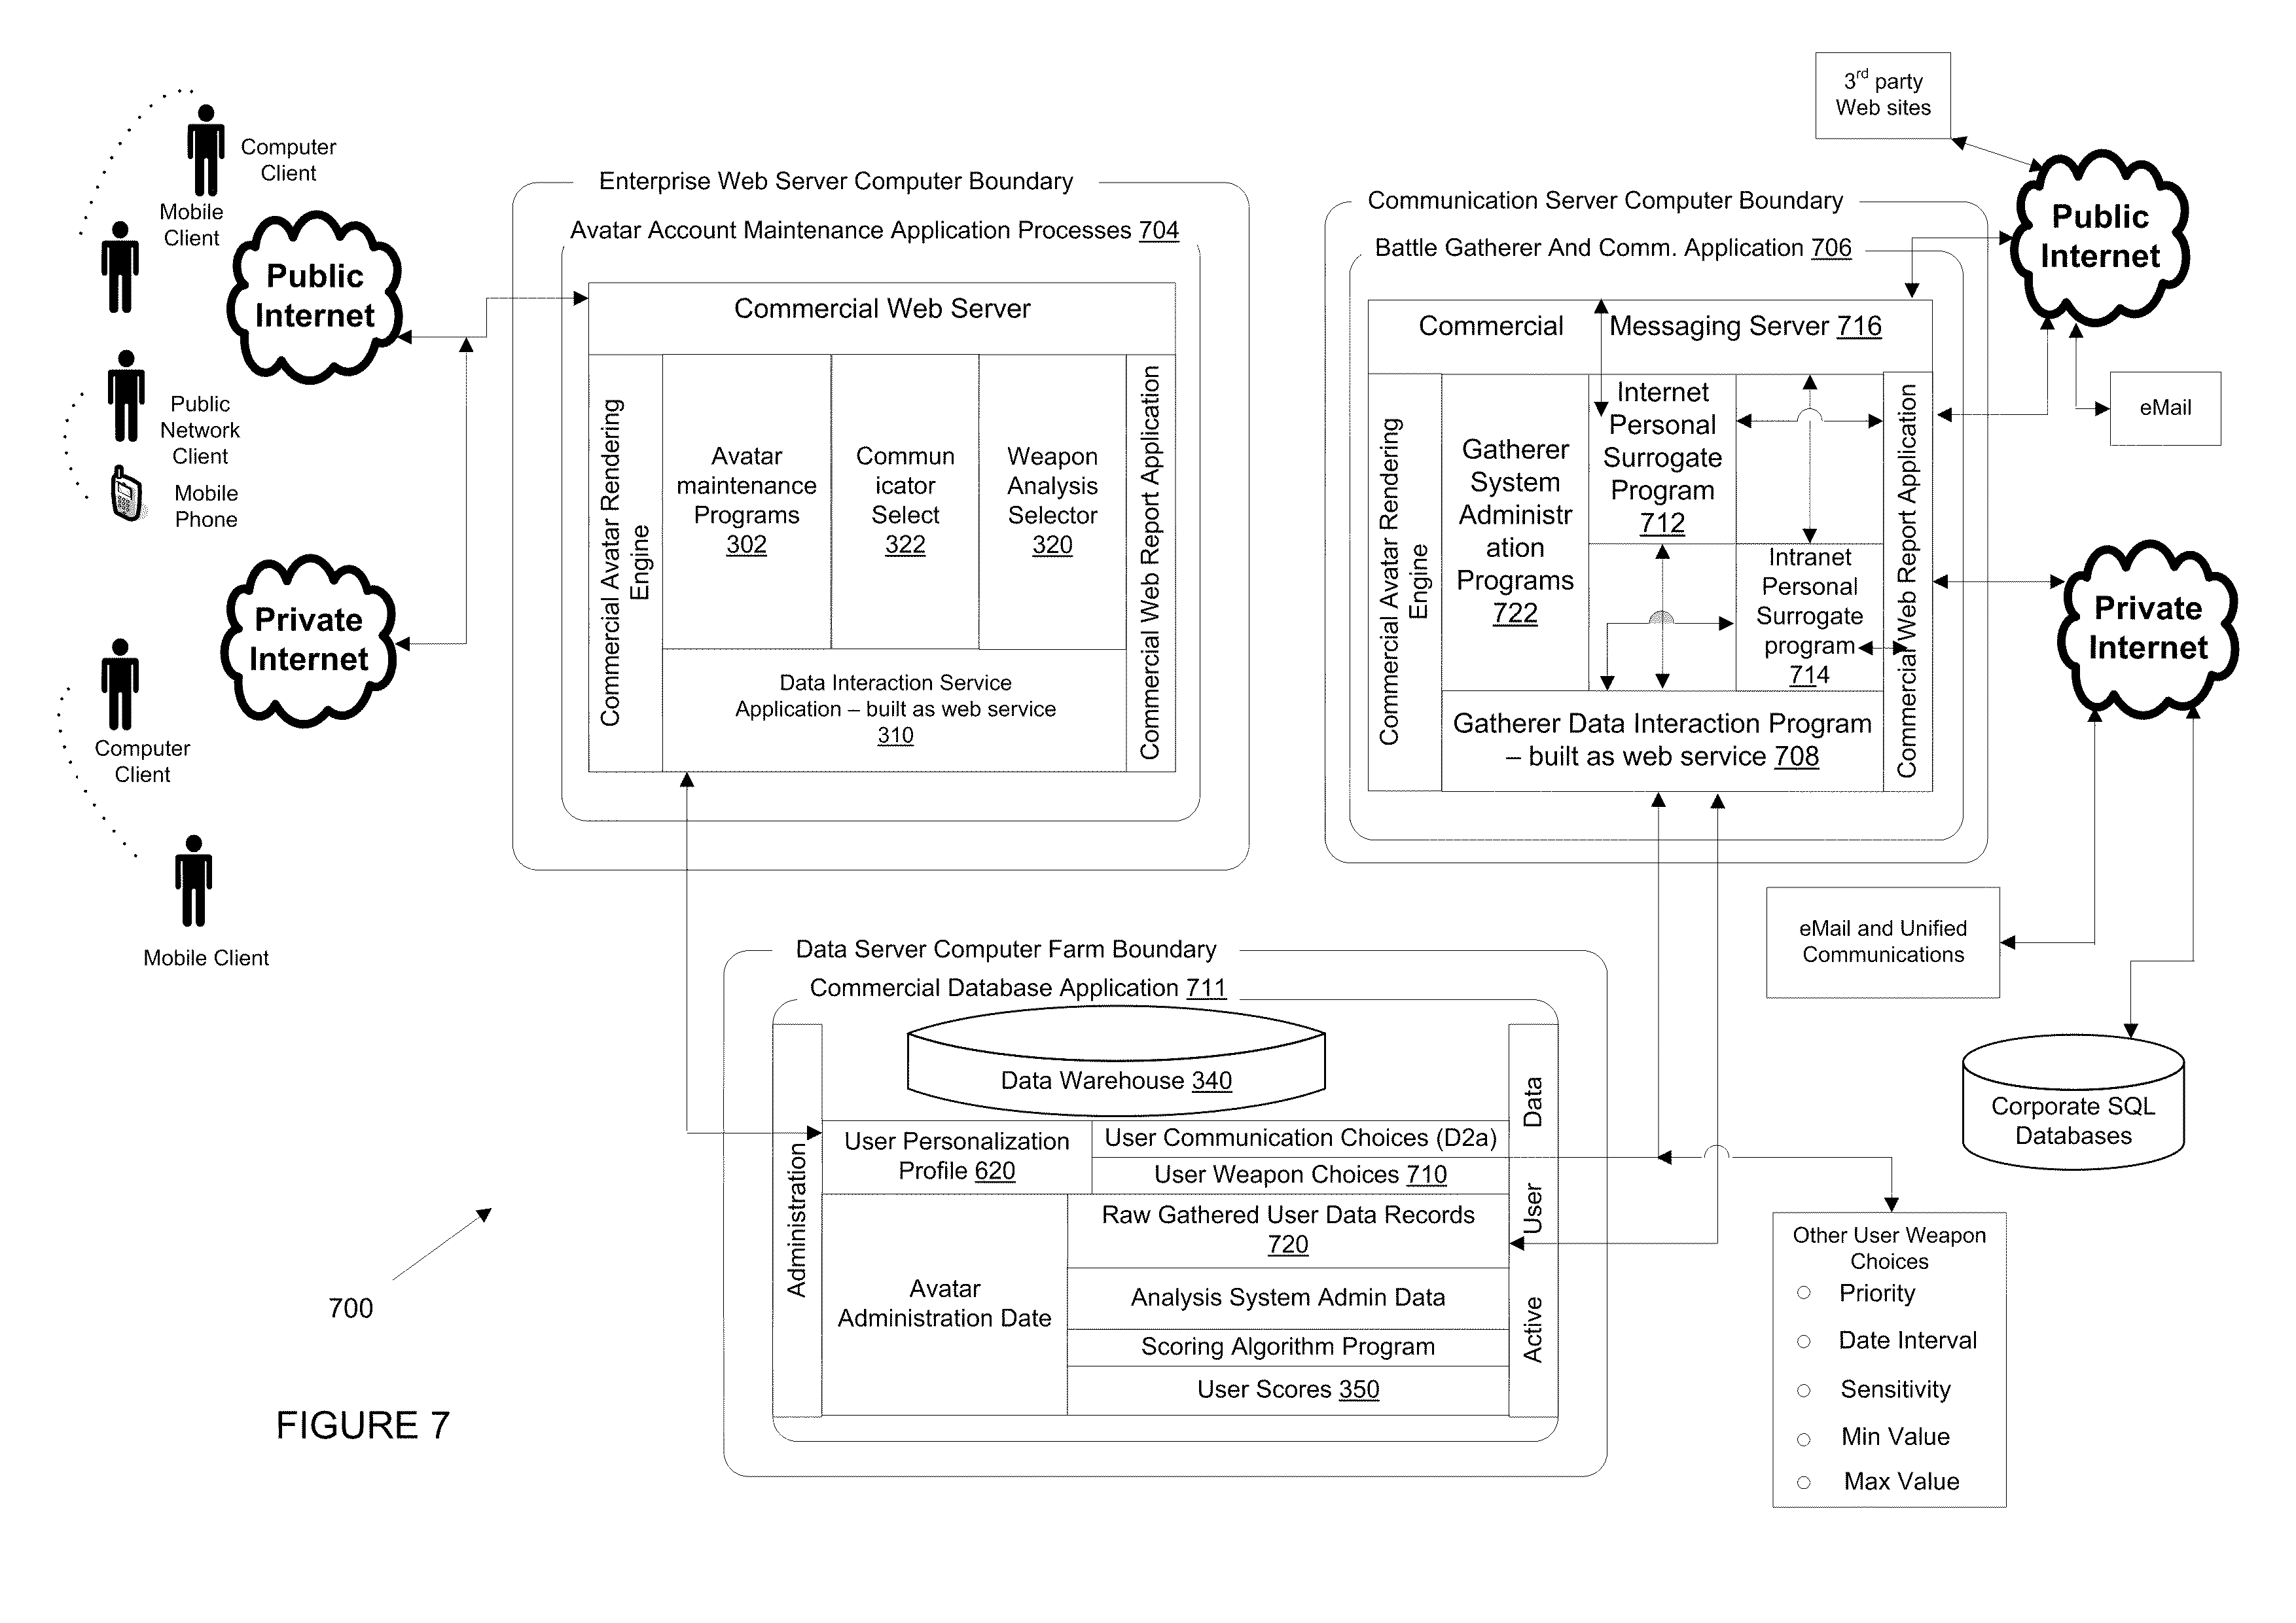 3rd party
Web sites
Computer
Client
Mobile
Client
Public
Internet
Public
Network
Client
Mobile
Phone
Private
Internet
Computer
Client
Mobile Client
Enterprise Web Server Computer Boundary
Avatar Account Maintenance Application Processes 704
Commercial Web Server
Commercial Avatar Rendering
Engine
Avatar
maintenance
Programs
302
Commun
icator
Select
322
Weapon
Analysis
Selector
320
Commercial Web Report Application
Data Interaction Service
Application – built as web service
310
Communication Server Computer Boundary
Battle Gatherer And Comm. Application 706
Commercial Messaging Server 716
Commercial Avatar Rendering
Engine
Gatherer
System
Administr
ation
Programs
722
Internet
Personal
Surrogate
Program
712
Intranet
Personal
Surrogate
program
714
Commercial Web Report Application
Gatherer Data Interaction Program
– built as web service 708
Public
Internet
eMail
Private
Internet
eMail and Unified
Communications
Corporate SQL
Databases
Data Server Computer Farm Boundary
Commercial Database Application 711
Data Warehouse 340
Administration
User Personalization
Profile 620
User Communication Choices (D2a)
User Weapon Choices 710
Raw Gathered User Data Records
720
Avatar
Administration Date
Analysis System Admin Data
Scoring Algorithm Program
User Scores 350
Active User Data
Other User Weapon
Choices
Priority
Date Interval
Sensitivity
Min Value
Max Value
700
FIGURE 7